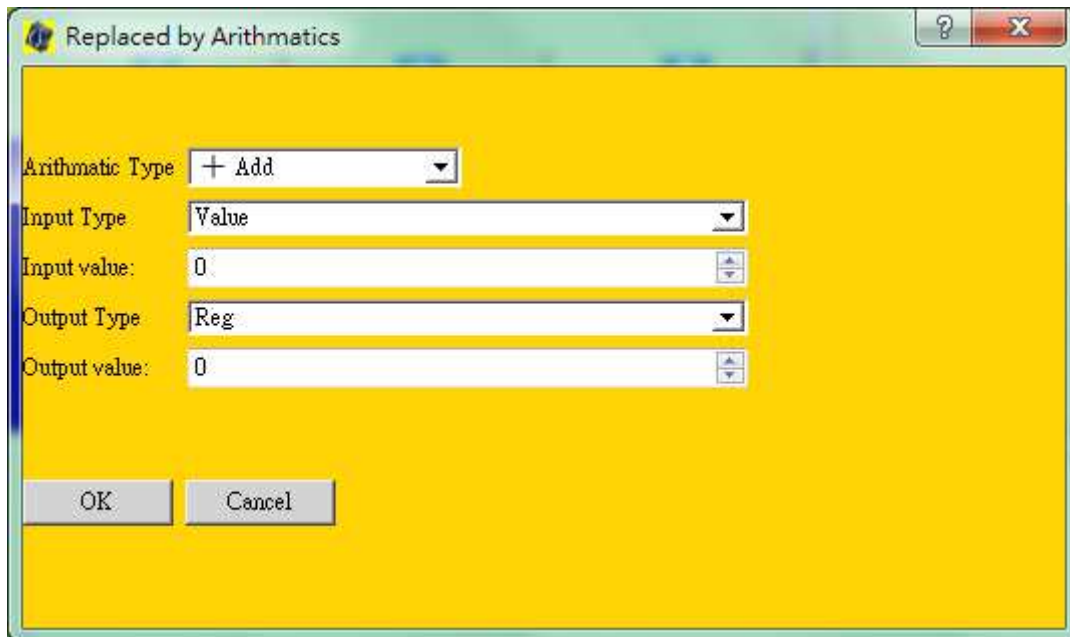 Replaced by Arithmatics
Arithmatic Type + Add
Input Type Value
Input value: 0
Output Type Reg
Output value: 0
OK Cancel